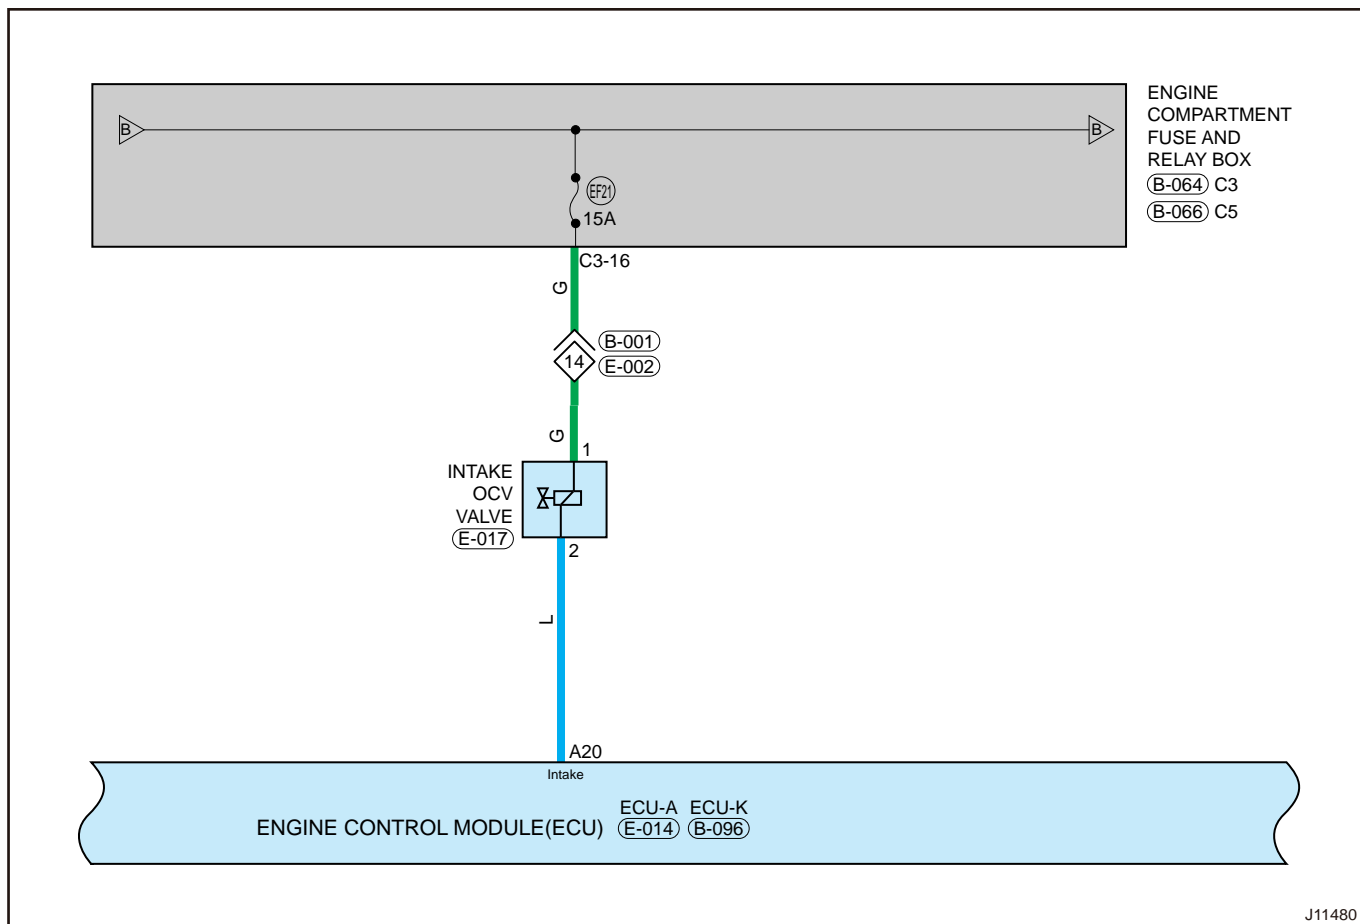 B
B
EF21
15A
ENGINE
COMPARTMENT
FUSE AND
RELAY BOX
B-064 C3
B-066 C5
C3-16
G
B-001
14
E-002
G
1
INTAKE
OCV
VALVE
E-017
2
L
A20
Intake
ECU-A ECU-K
ENGINE CONTROL MODULE(ECU) E-014 B-096
J11480